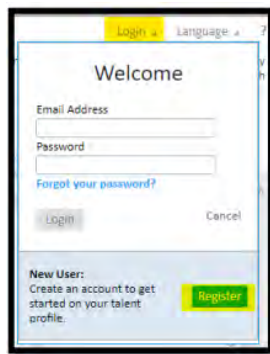 Login Language ?
Welcome
Email Address
Password
Forgot your password?
Login Cancel
New User:
Create an account to get
started on your talent
profile.
Register